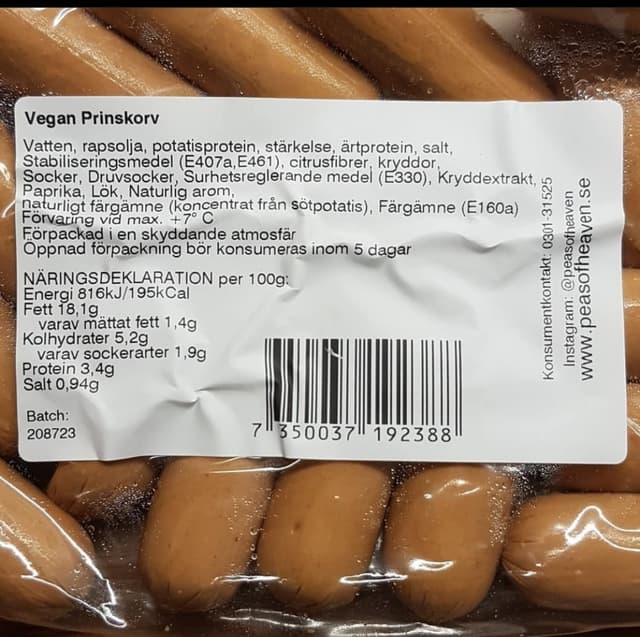 Vegan Prinskorv
Vatten, rapsolja, potatisprotein, stärkelse, ärtprotein, salt,
Stabiliseringsmedel (E407a,E461), citrusfibrer, kryddor,
Socker, Druvsocker, Surhetsreglerande medel (E330), Kryddextrakt,
Paprika, Lök, Naturlig arom,
naturligt färgämne (koncentrat från sötpotatis), Färgämne (E160a)
Förvaring vid max. +7° C
Förpackad i en skyddande atmosfär
Öppnad förpackning bör konsumeras inom 5 dagar
NÄRINGSDEKLARATION per 100g:
Energi 816kJ/195kCal
Fett 18,1g
varav mättat fett 1,4g
Kolhydrater 5,2g
varav sockerarter 1,9g
Protein 3,4g
Salt 0,94g
Batch:
208723
7 350037 192388
Konsumentkontakt: 0301-31525
Instagram: @peasofheaven
www.peasofheaven.se